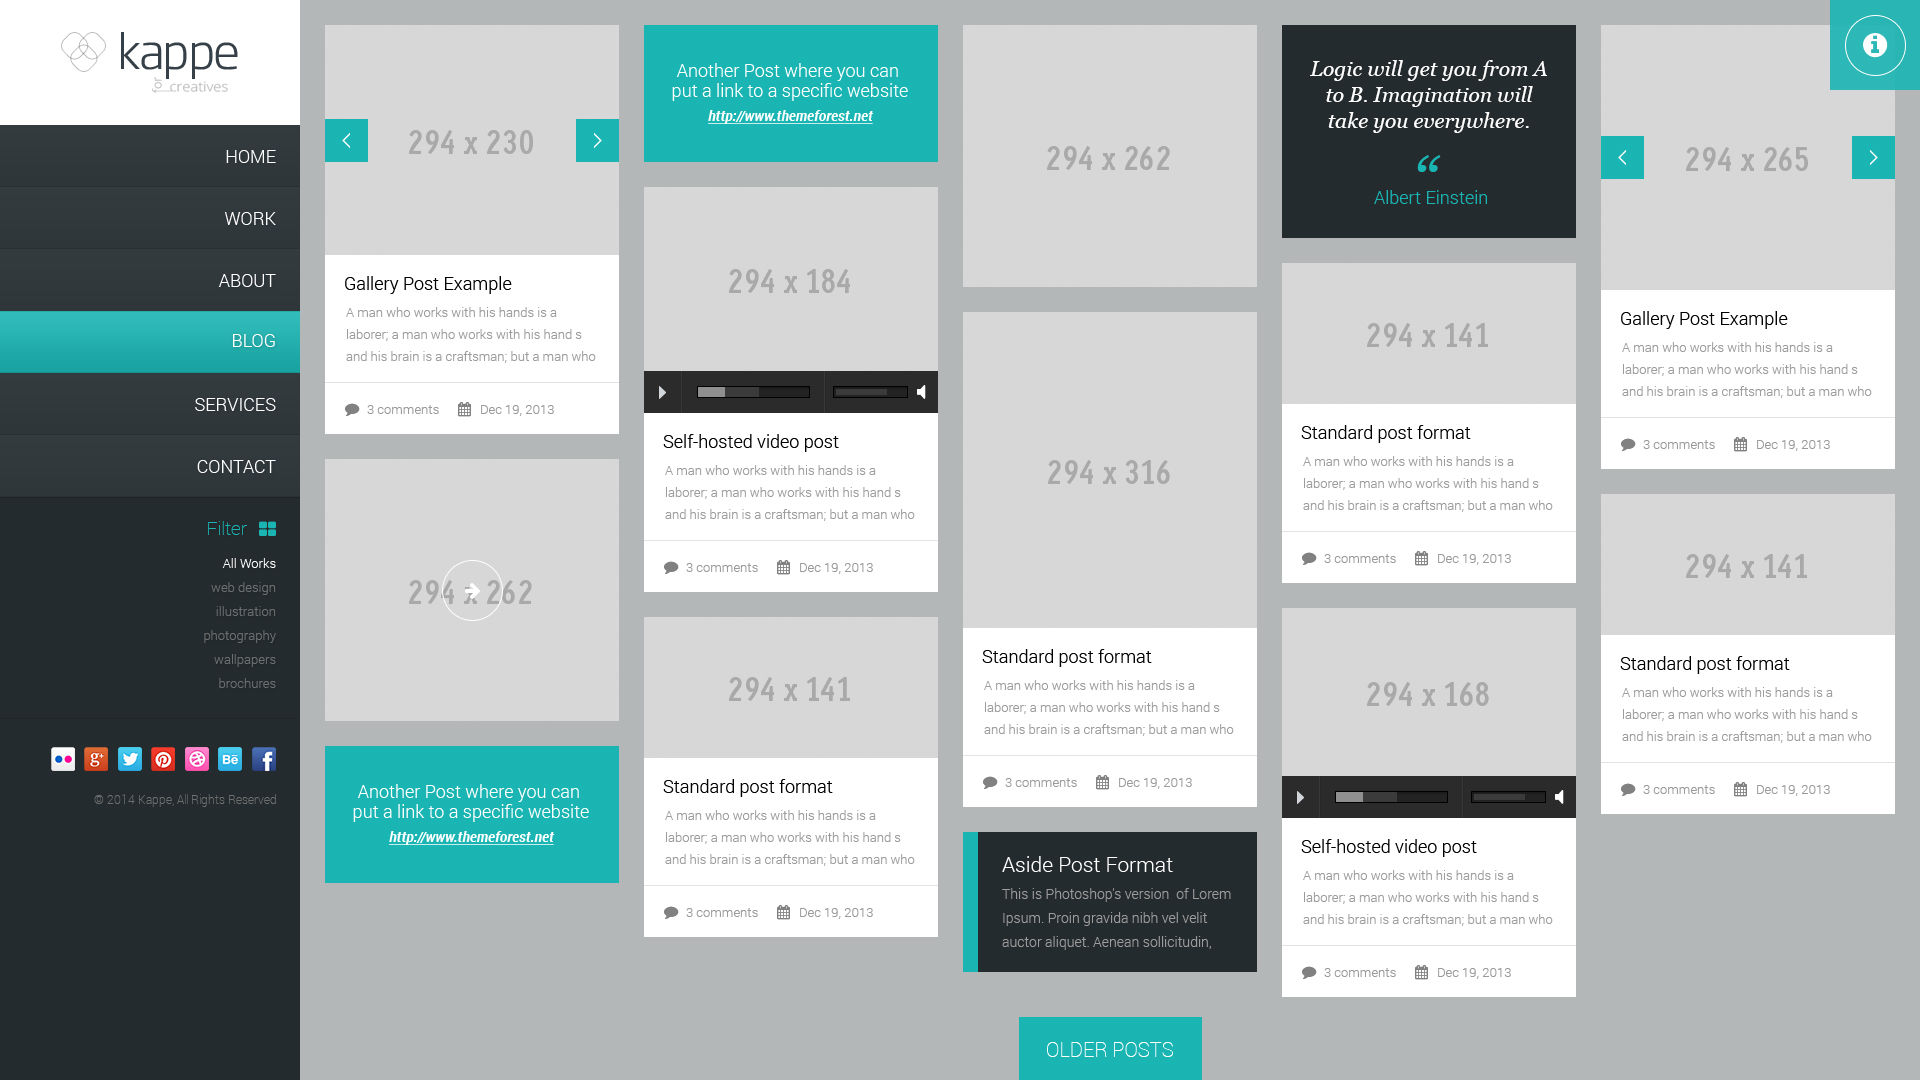 kappe
for creatives
HOME
WORK
ABOUT
BLOG
SERVICES
CONTACT
Filter
All Works
web design
illustration
photography
wallpapers
brochures
g+
Bē
f
© 2014 Kappe, All Rights Reserved
294 x 230
Gallery Post Example
A man who works with his hands is a
laborer; a man who works with his hand s
and his brain is a craftsman; but a man who
3 comments Dec 19, 2013
294 x 262
Another Post where you can
put a link to a specific website
http://www.themeforest.net
Another Post where you can
put a link to a specific website
http://www.themeforest.net
294 x 184
Self-hosted video post
A man who works with his hands is a
laborer; a man who works with his hand s
and his brain is a craftsman; but a man who
3 comments Dec 19, 2013
294 x 141
Standard post format
A man who works with his hands is a
laborer; a man who works with his hand s
and his brain is a craftsman; but a man who
3 comments Dec 19, 2013
294 x 262
294 x 316
Standard post format
A man who works with his hands is a
laborer; a man who works with his hand s
and his brain is a craftsman; but a man who
3 comments Dec 19, 2013
Aside Post Format
This is Photoshop's version of Lorem
Ipsum. Proin gravida nibh vel velit
auctor aliquet. Aenean sollicitudin,
Logic will get you from A
to B. Imagination will
take you everywhere.
“
Albert Einstein
294 x 141
Standard post format
A man who works with his hands is a
laborer; a man who works with his hand s
and his brain is a craftsman; but a man who
3 comments Dec 19, 2013
294 x 168
Self-hosted video post
A man who works with his hands is a
laborer; a man who works with his hand s
and his brain is a craftsman; but a man who
3 comments Dec 19, 2013
294 x 265
Gallery Post Example
A man who works with his hands is a
laborer; a man who works with his hand s
and his brain is a craftsman; but a man who
3 comments Dec 19, 2013
294 x 141
Standard post format
A man who works with his hands is a
laborer; a man who works with his hand s
and his brain is a craftsman; but a man who
3 comments Dec 19, 2013
OLDER POSTS